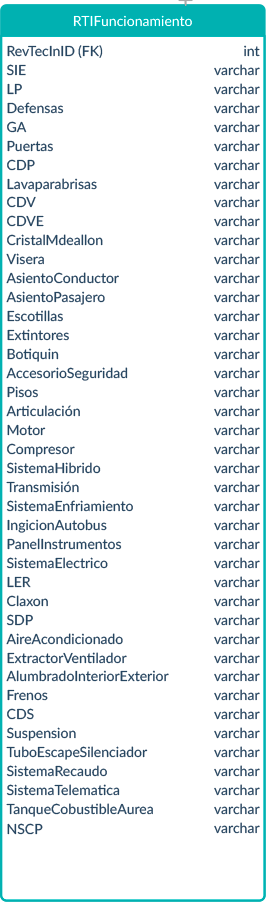 RTIFuncionamiento
RevTecInID (FK) int
SIE varchar
LP varchar
Defensas varchar
GA varchar
Puertas varchar
CDP varchar
Lavaparabrisas varchar
CDV varchar
CDVE varchar
CristalMdeallon varchar
Visera varchar
AsientoConductor varchar
AsientoPasajero varchar
Escotillas varchar
Extintores varchar
Botiquin varchar
AccesorioSeguridad varchar
Pisos varchar
Articulación varchar
Motor varchar
Compresor varchar
SistemaHibrido varchar
Transmisión varchar
SistemaEnfriamiento varchar
IngicionAutobus varchar
PanelInstrumentos varchar
SistemaElectrico varchar
LER varchar
Claxon varchar
SDP varchar
AireAcondicionado varchar
ExtractorVentilador varchar
AlumbradoInteriorExterior varchar
Frenos varchar
CDS varchar
Suspension varchar
TuboEscapeSilenciador varchar
SistemaRecaudo varchar
SistemaTelematica varchar
TanqueCobustibleAurea varchar
NSCP varchar